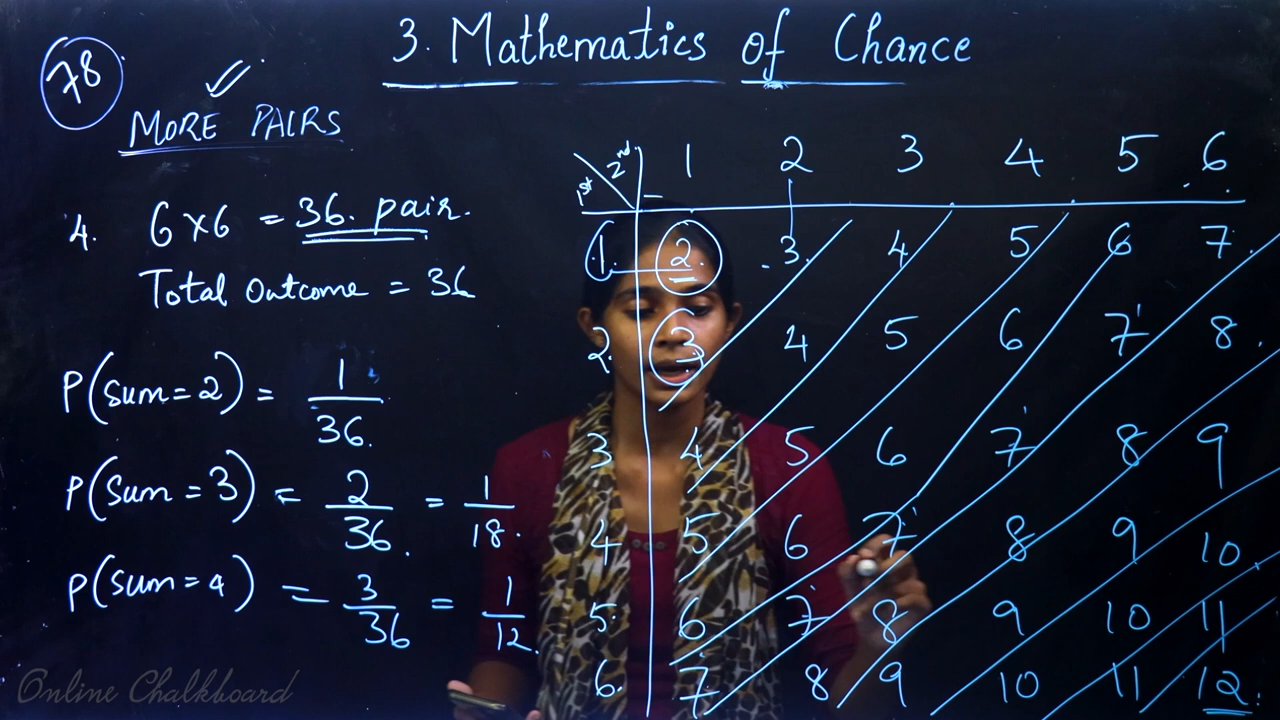 3. Mathematics of Chance
78
MORE PAIRS
4. 6 × 6 = 36. pair.
Total outcome = 36
P(sum = 2) = 1/36.
P(sum = 3) = 2/36. = 1/18.
P(sum = 4) = 3/36 = 1/12.
1st 2nd 1 2 3 4 5 6
1. 2. 3. 4 5 6 7.
2. 3 4 5 6 7 8.
3 4 5 6 7 8 9
4 5 6 7 8 9 10
5. 6 7 8 9 10 11
6. 7 8 9 10 11 12.
Online Chalkboard